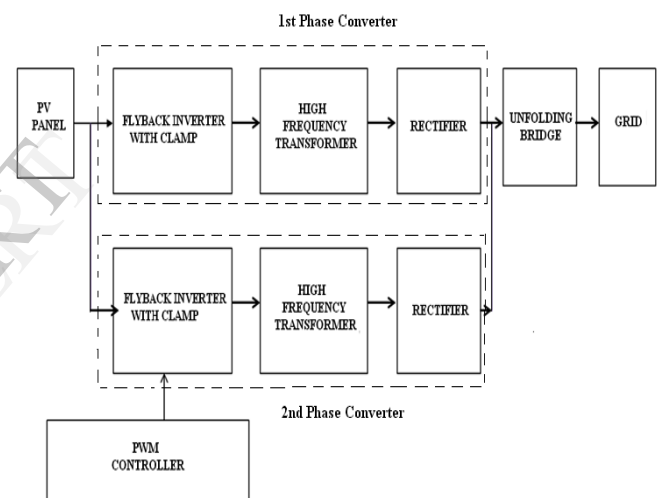 1st Phase Converter
PV
PANEL
FLYBACK INVERTER
WITH CLAMP
HIGH
FREQUENCY
TRANSFORMER
RECTIFIER
UNFOLDING
BRIDGE
GRID
FLYBACK INVERTER
WITH CLAMP
HIGH
FREQUENCY
TRANSFORMER
RECTIFIER
2nd Phase Converter
PWM
CONTROLLER
RT